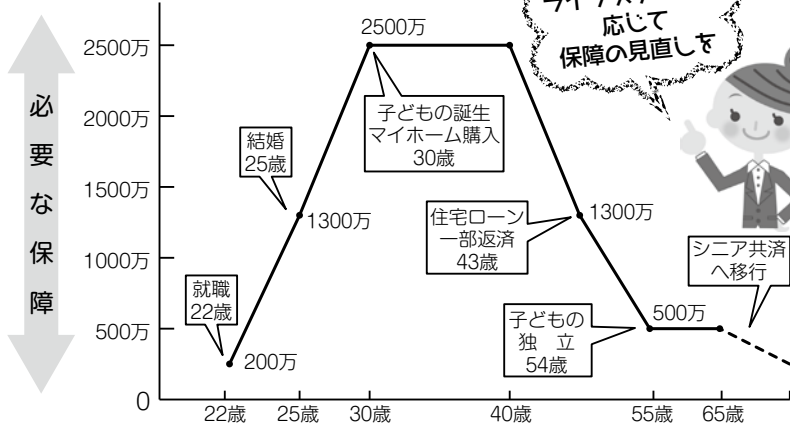 応じて
保障の見直しを
必要な保障
2500万
2000万
1500万
1000万
500万
0
22歳
25歳
30歳
40歳
55歳
65歳
就職
22歳
200万
結婚
25歳
1300万
2500万
子どもの誕生
マイホーム購入
30歳
住宅ローン
一部返済
43歳
1300万
子どもの
独 立
54歳
500万
シニア共済
へ移行